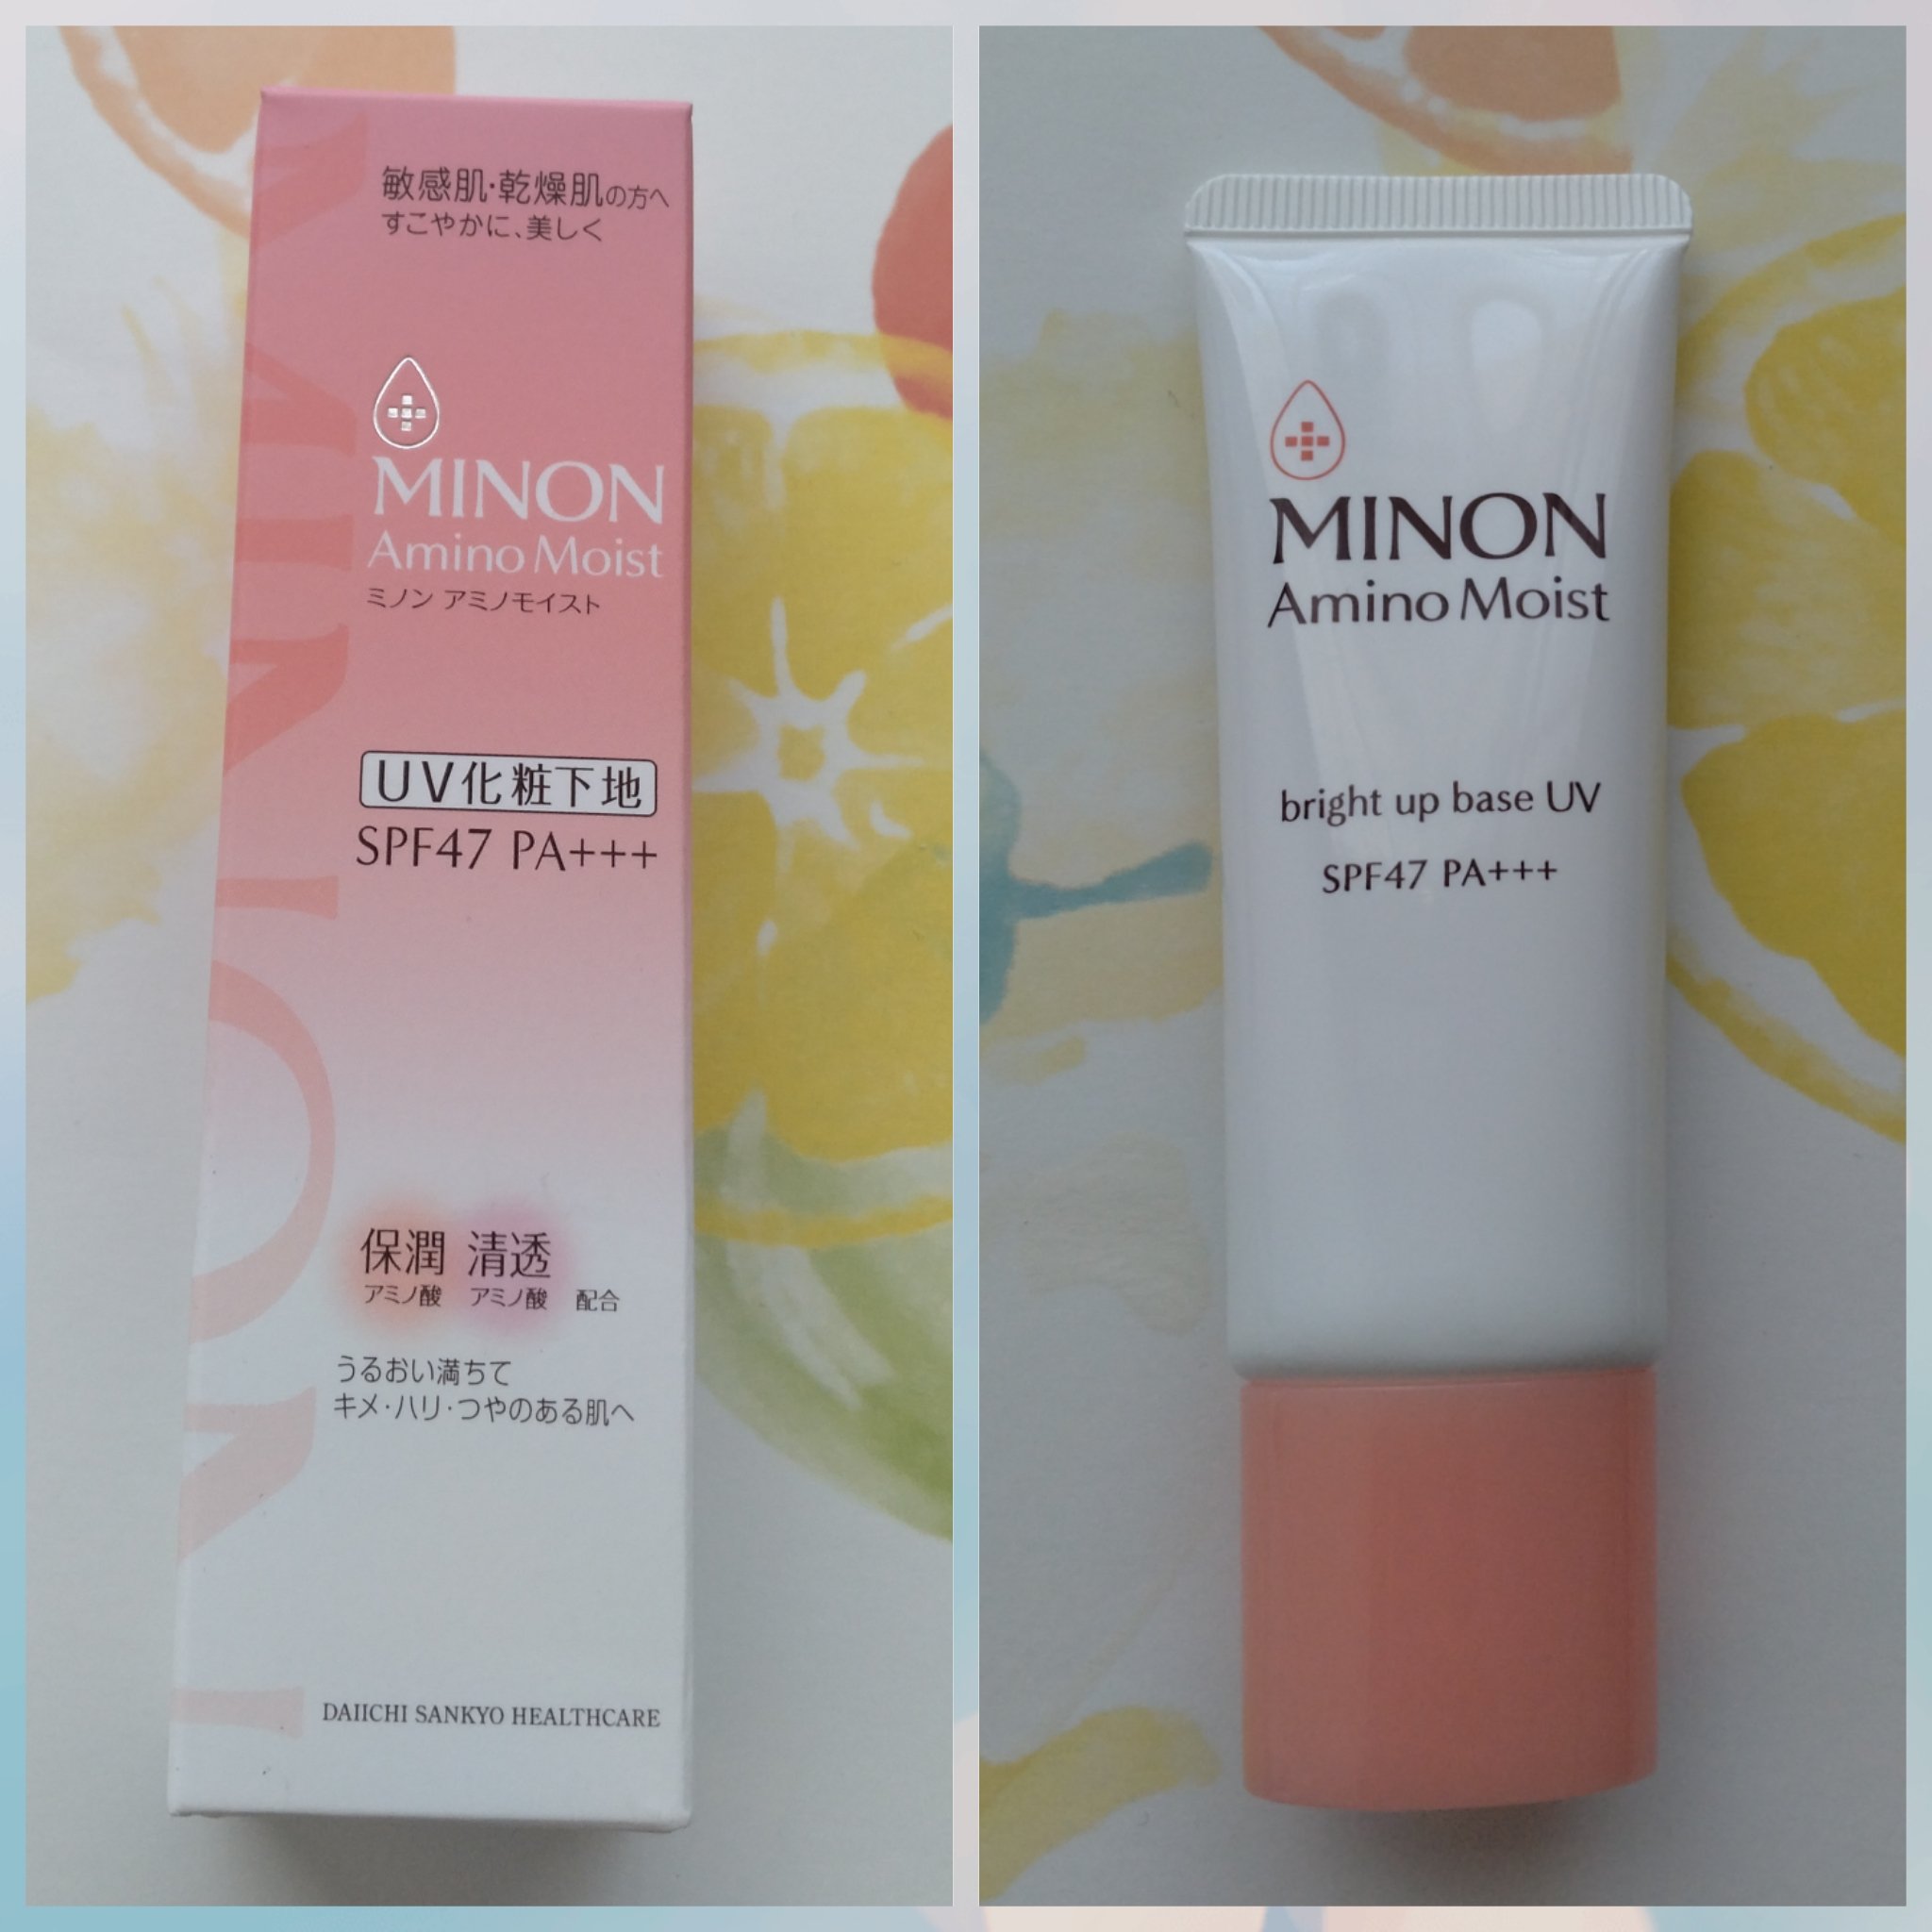 敏感肌・乾燥肌の方へ
すこやかに、美しく
MINON
Amino Moist
ミノン アミノモイスト
UV化粧下地
SPF47 PA+++
保潤 清透
アミノ酸 アミノ酸 配合
うるおい満ちて
キメ・ハリ・つやのある肌へ
DAIICHI SANKYO HEALTHCARE
MINON
MINON
Amino Moist
bright up base UV
SPF47 PA+++